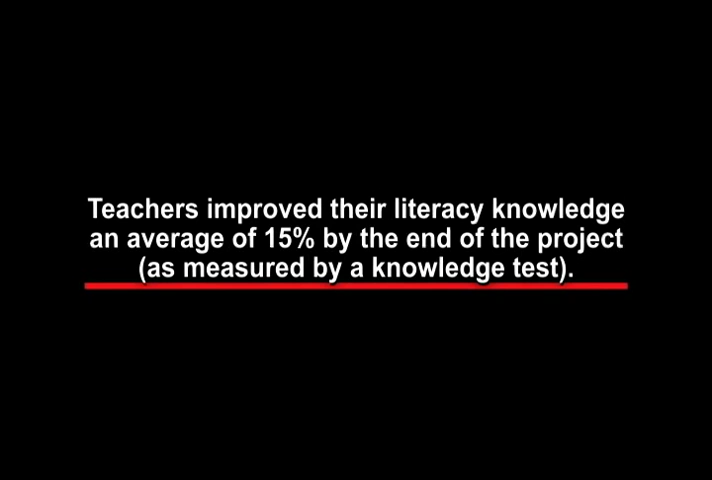 Teachers improved their literacy knowledge
an average of 15% by the end of the project
(as measured by a knowledge test).